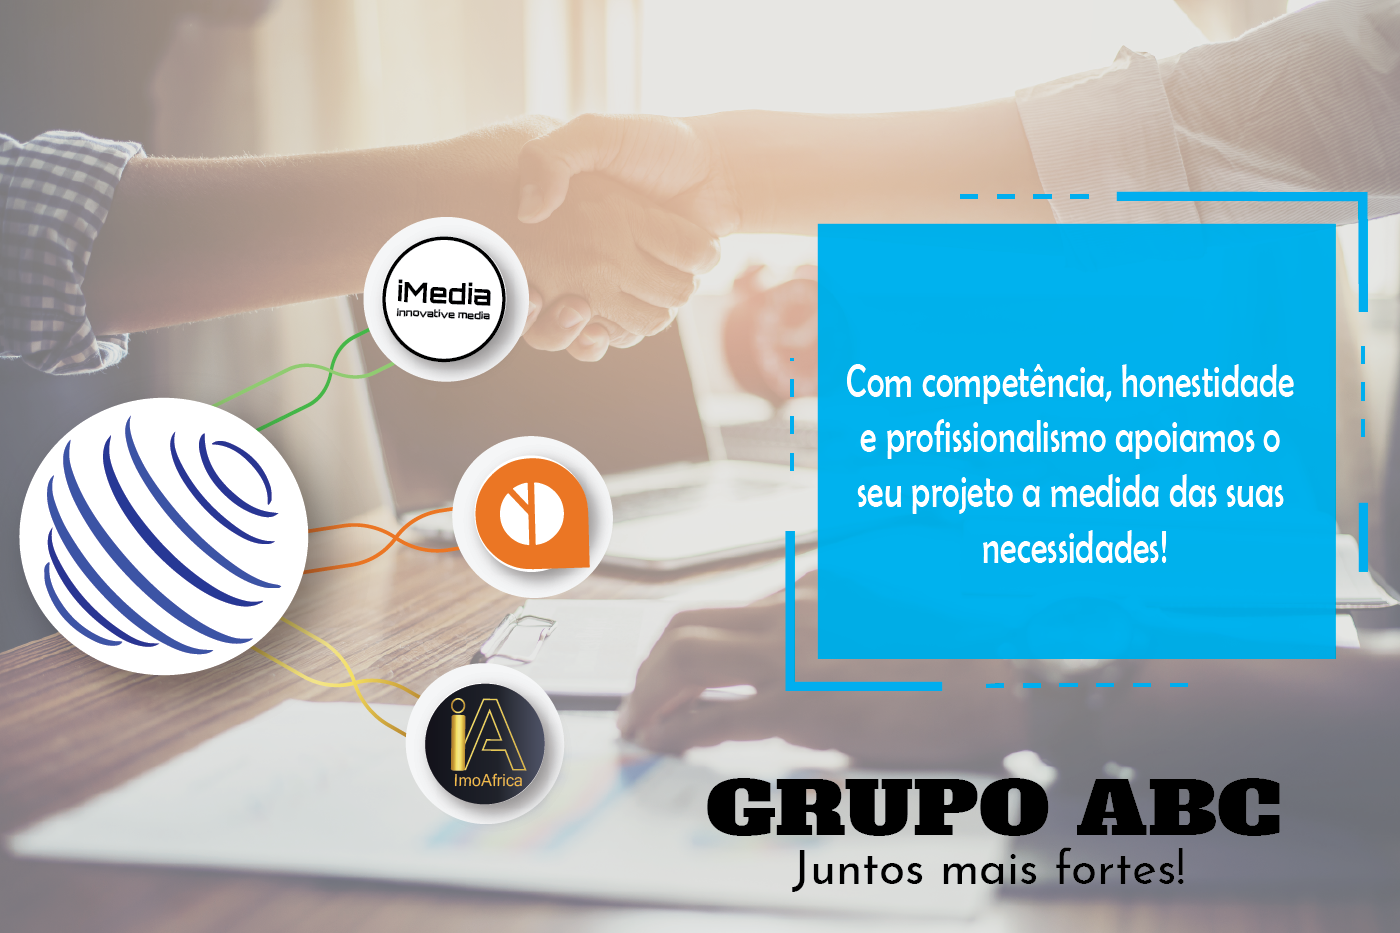 iMedia
innovative media
Com competência, honestidade
e profissionalismo apoiamos o
seu projeto a medida das suas
necessidades!
iA
ImoAfrica
GRUPO ABC
Juntos mais fortes!